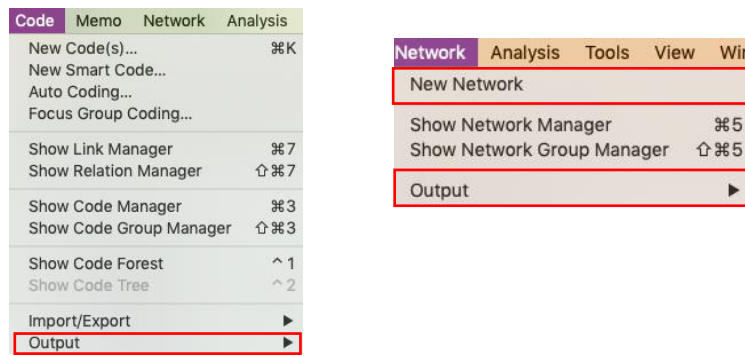 Code Memo Network Analysis
New Code(s)... ⌘K
New Smart Code...
Auto Coding...
Focus Group Coding...
Show Link Manager ⌘7
Show Relation Manager ⇧⌘7
Show Code Manager ⌘3
Show Code Group Manager ⇧⌘3
Show Code Forest ^1
Show Code Tree ^2
Import/Export ▶
Output ▶
Network Analysis Tools View Win
New Network
Show Network Manager ⌘5
Show Network Group Manager ⇧⌘5
Output ▶